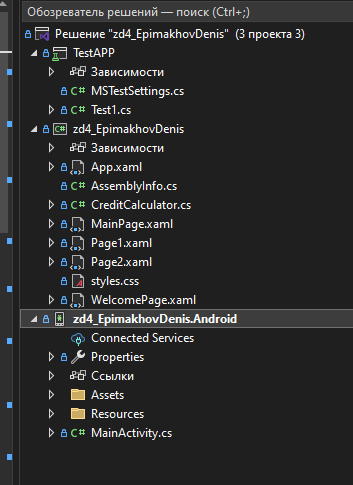 Обозреватель решений — поиск (Ctrl+;)
Решение "zd4_EpimakhovDenis" (3 проекта 3)
TestAPP
Зависимости
C# MSTestSettings.cs
C# Test1.cs
C# zd4_EpimakhovDenis
Зависимости
App.xaml
C# AssemblyInfo.cs
C# CreditCalculator.cs
MainPage.xaml
Page1.xaml
Page2.xaml
styles.css
WelcomePage.xaml
zd4_EpimakhovDenis.Android
Connected Services
Properties
Ссылки
Assets
Resources
C# MainActivity.cs